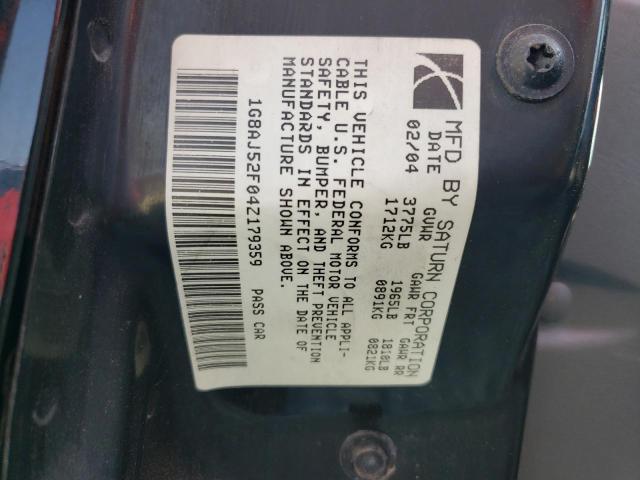 MFD BY SATURN CORPORATION
DATE GVWR GAWR FRT GAWR RR
02/04 3775LB 1965LB 1810LB
1712KG 0891KG 0821KG
THIS VEHICLE CONFORMS TO ALL APPLI-
CABLE U.S. FEDERAL MOTOR VEHICLE
SAFETY, BUMPER, AND THEFT PREVENTION
STANDARDS IN EFFECT ON THE DATE OF
MANUFACTURE SHOWN ABOVE.
1G8AJ52F04Z179359 PASS CAR